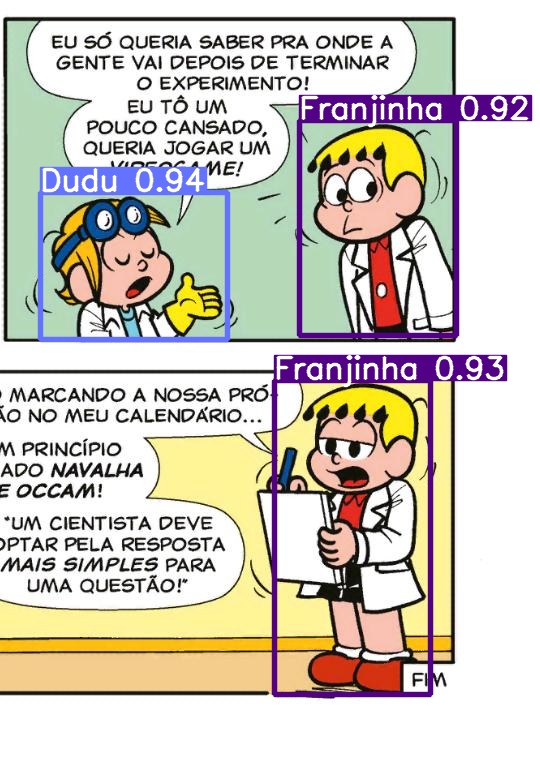 EU SÓ QUERIA SABER PRA ONDE A
GENTE VAI DEPOIS DE TERMINAR
O EXPERIMENTO!
EU TÔ UM
POUCO CANSADO,
QUERIA JOGAR UM
VIDEOGAME!
Dudu 0.94
Franjinha 0.92
Franjinha 0.93
MARCANDO A NOSSA PRÓ-
ÃO NO MEU CALENDÁRIO...
M PRINCÍPIO
ADO NAVALHA
E OCCAM!
"UM CIENTISTA DEVE
OPTAR PELA RESPOSTA
MAIS SIMPLES PARA
UMA QUESTÃO!"
FIM